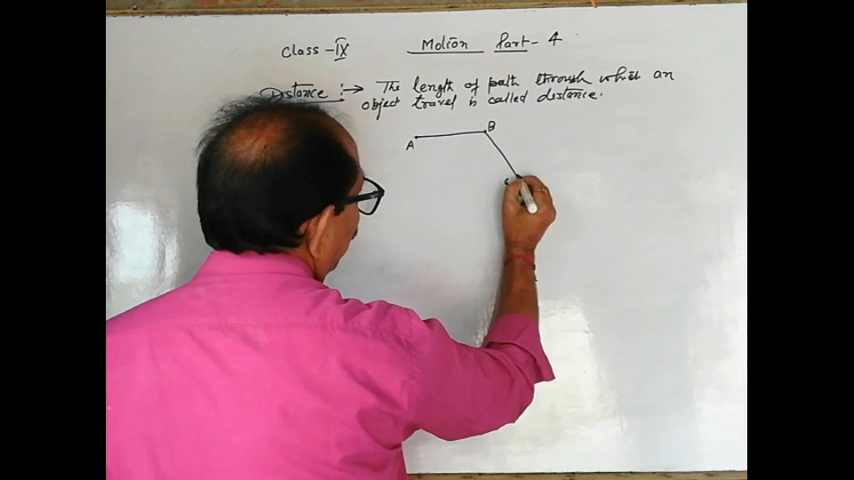 Class - IX Motion Part - 4
Distance :→ The length of path through which an
object travel is called distance.
A B